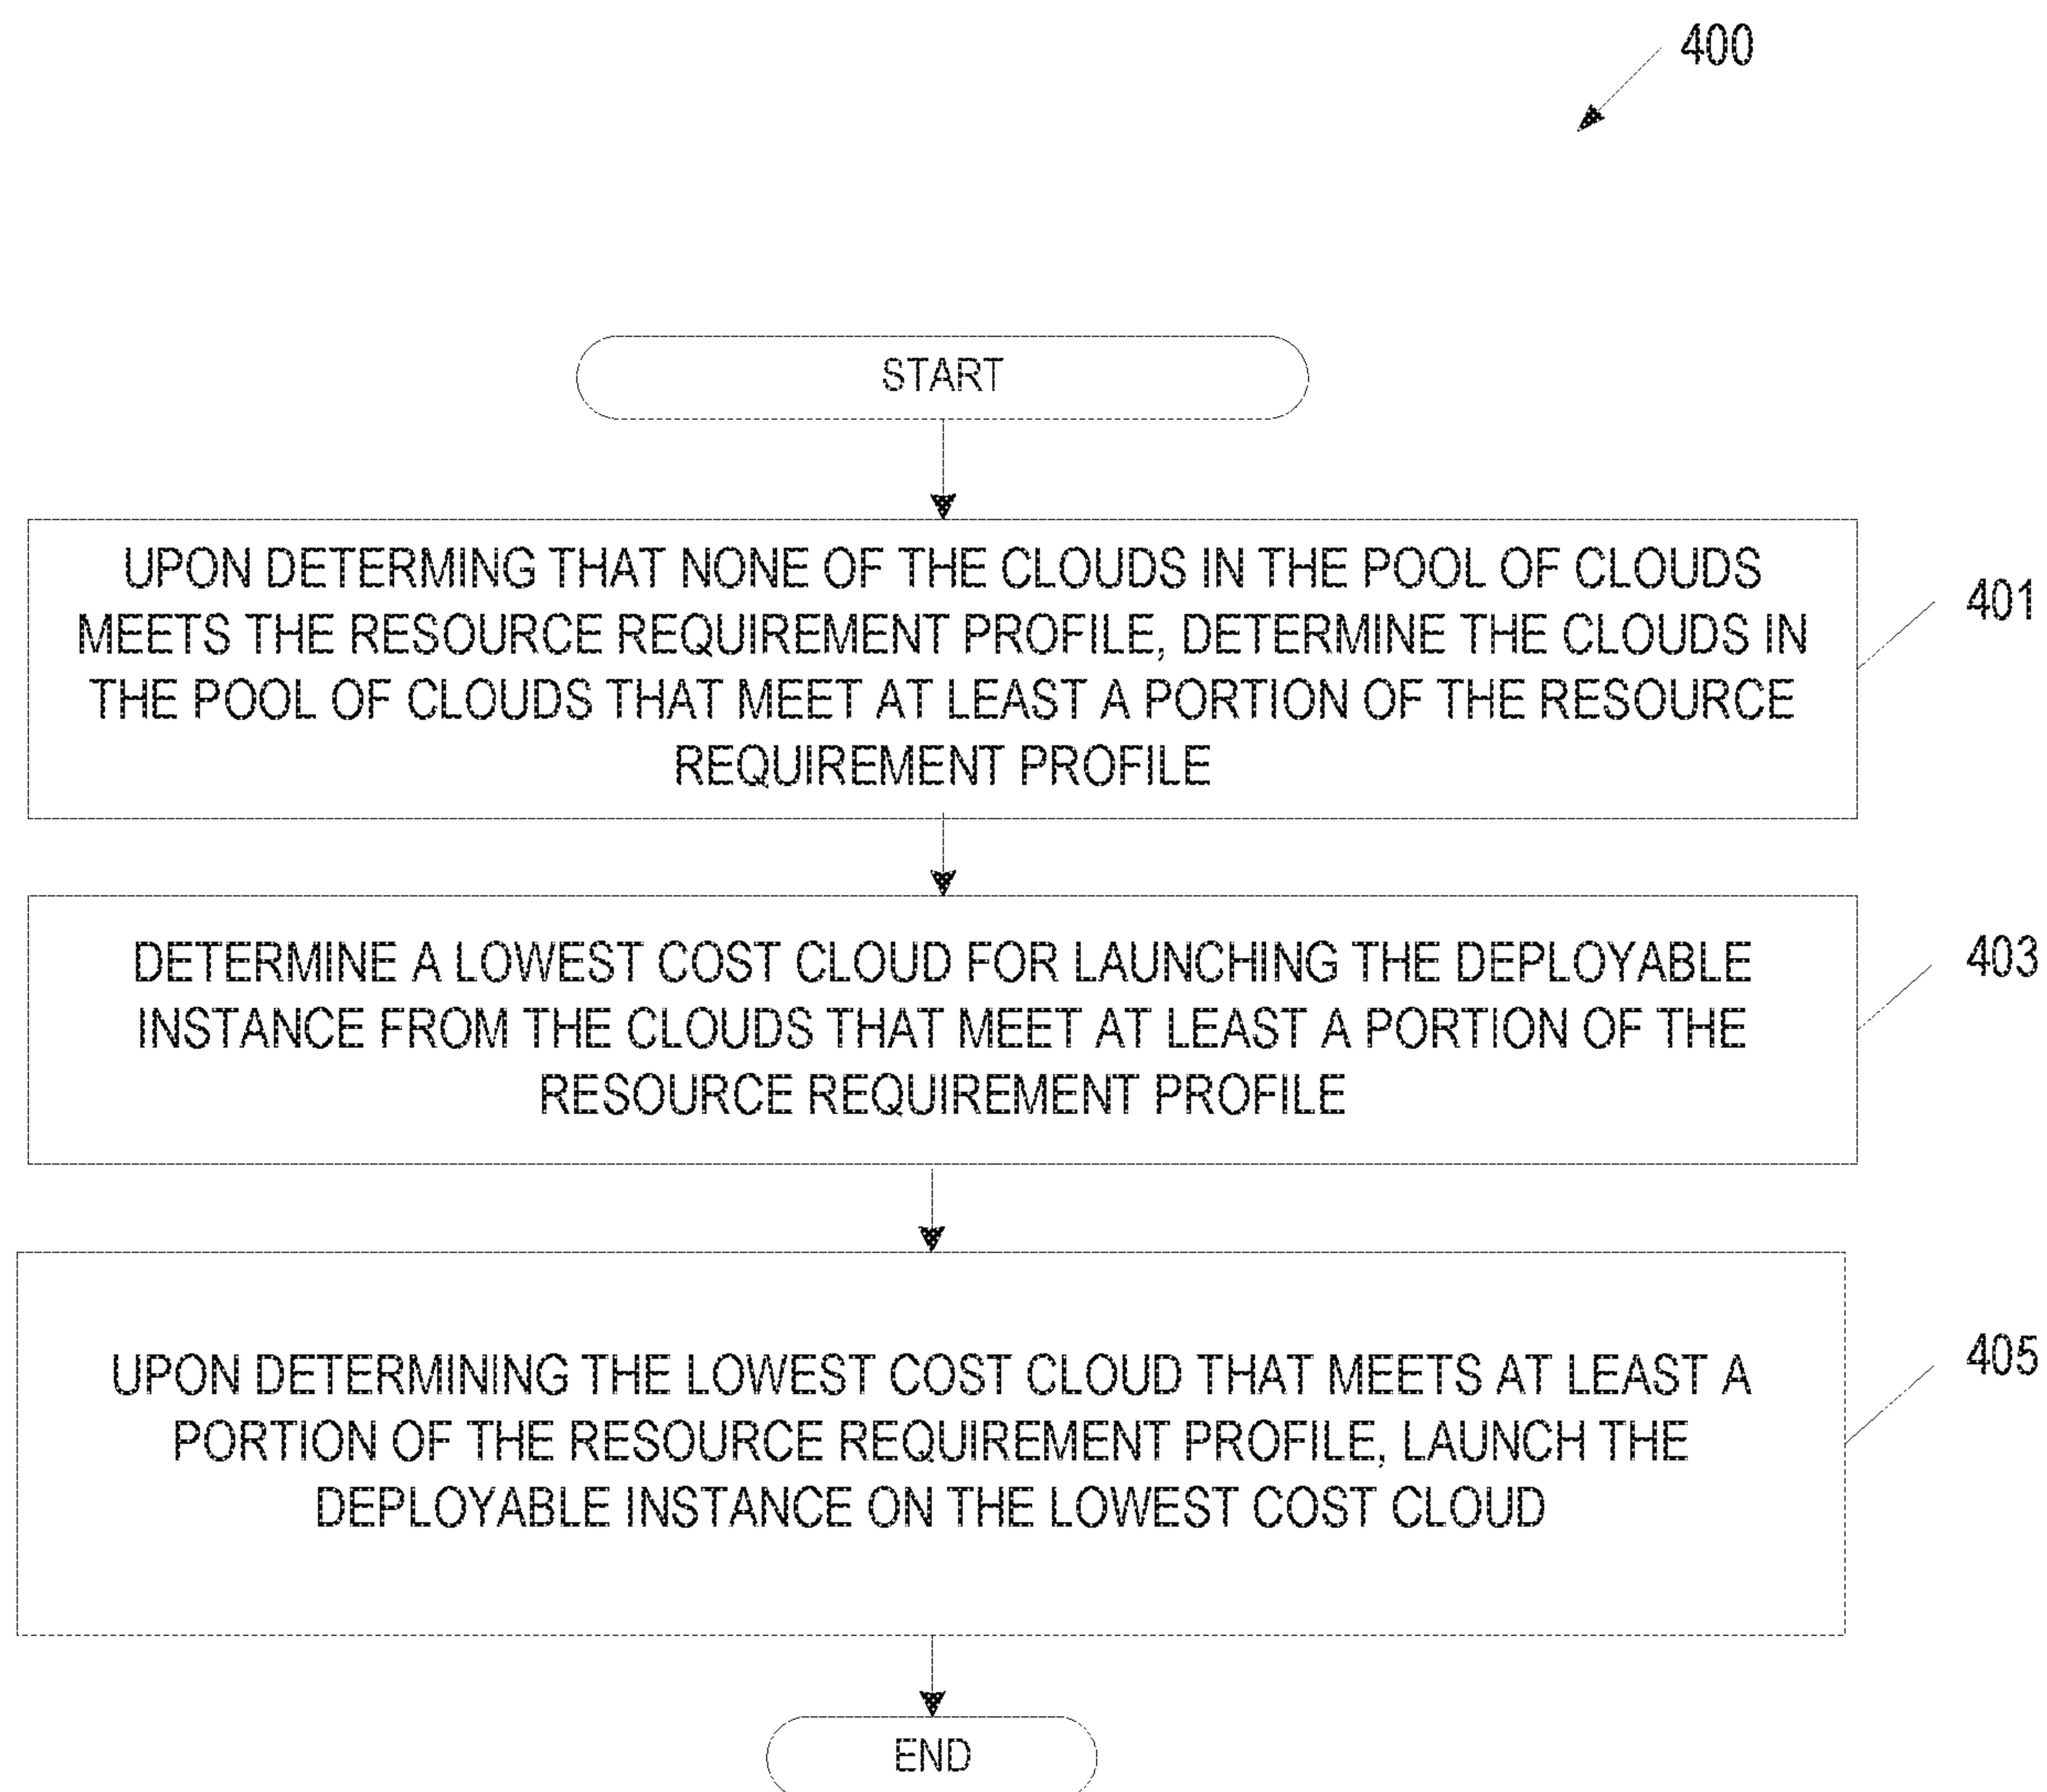 400
START
UPON DETERMING THAT NONE OF THE CLOUDS IN THE POOL OF CLOUDS
MEETS THE RESOURCE REQUIREMENT PROFILE, DETERMINE THE CLOUDS IN
THE POOL OF CLOUDS THAT MEET AT LEAST A PORTION OF THE RESOURCE
REQUIREMENT PROFILE
401
DETERMINE A LOWEST COST CLOUD FOR LAUNCHING THE DEPLOYABLE
INSTANCE FROM THE CLOUDS THAT MEET AT LEAST A PORTION OF THE
RESOURCE REQUIREMENT PROFILE
403
UPON DETERMINING THE LOWEST COST CLOUD THAT MEETS AT LEAST A
PORTION OF THE RESOURCE REQUIREMENT PROFILE, LAUNCH THE
DEPLOYABLE INSTANCE ON THE LOWEST COST CLOUD
405
END